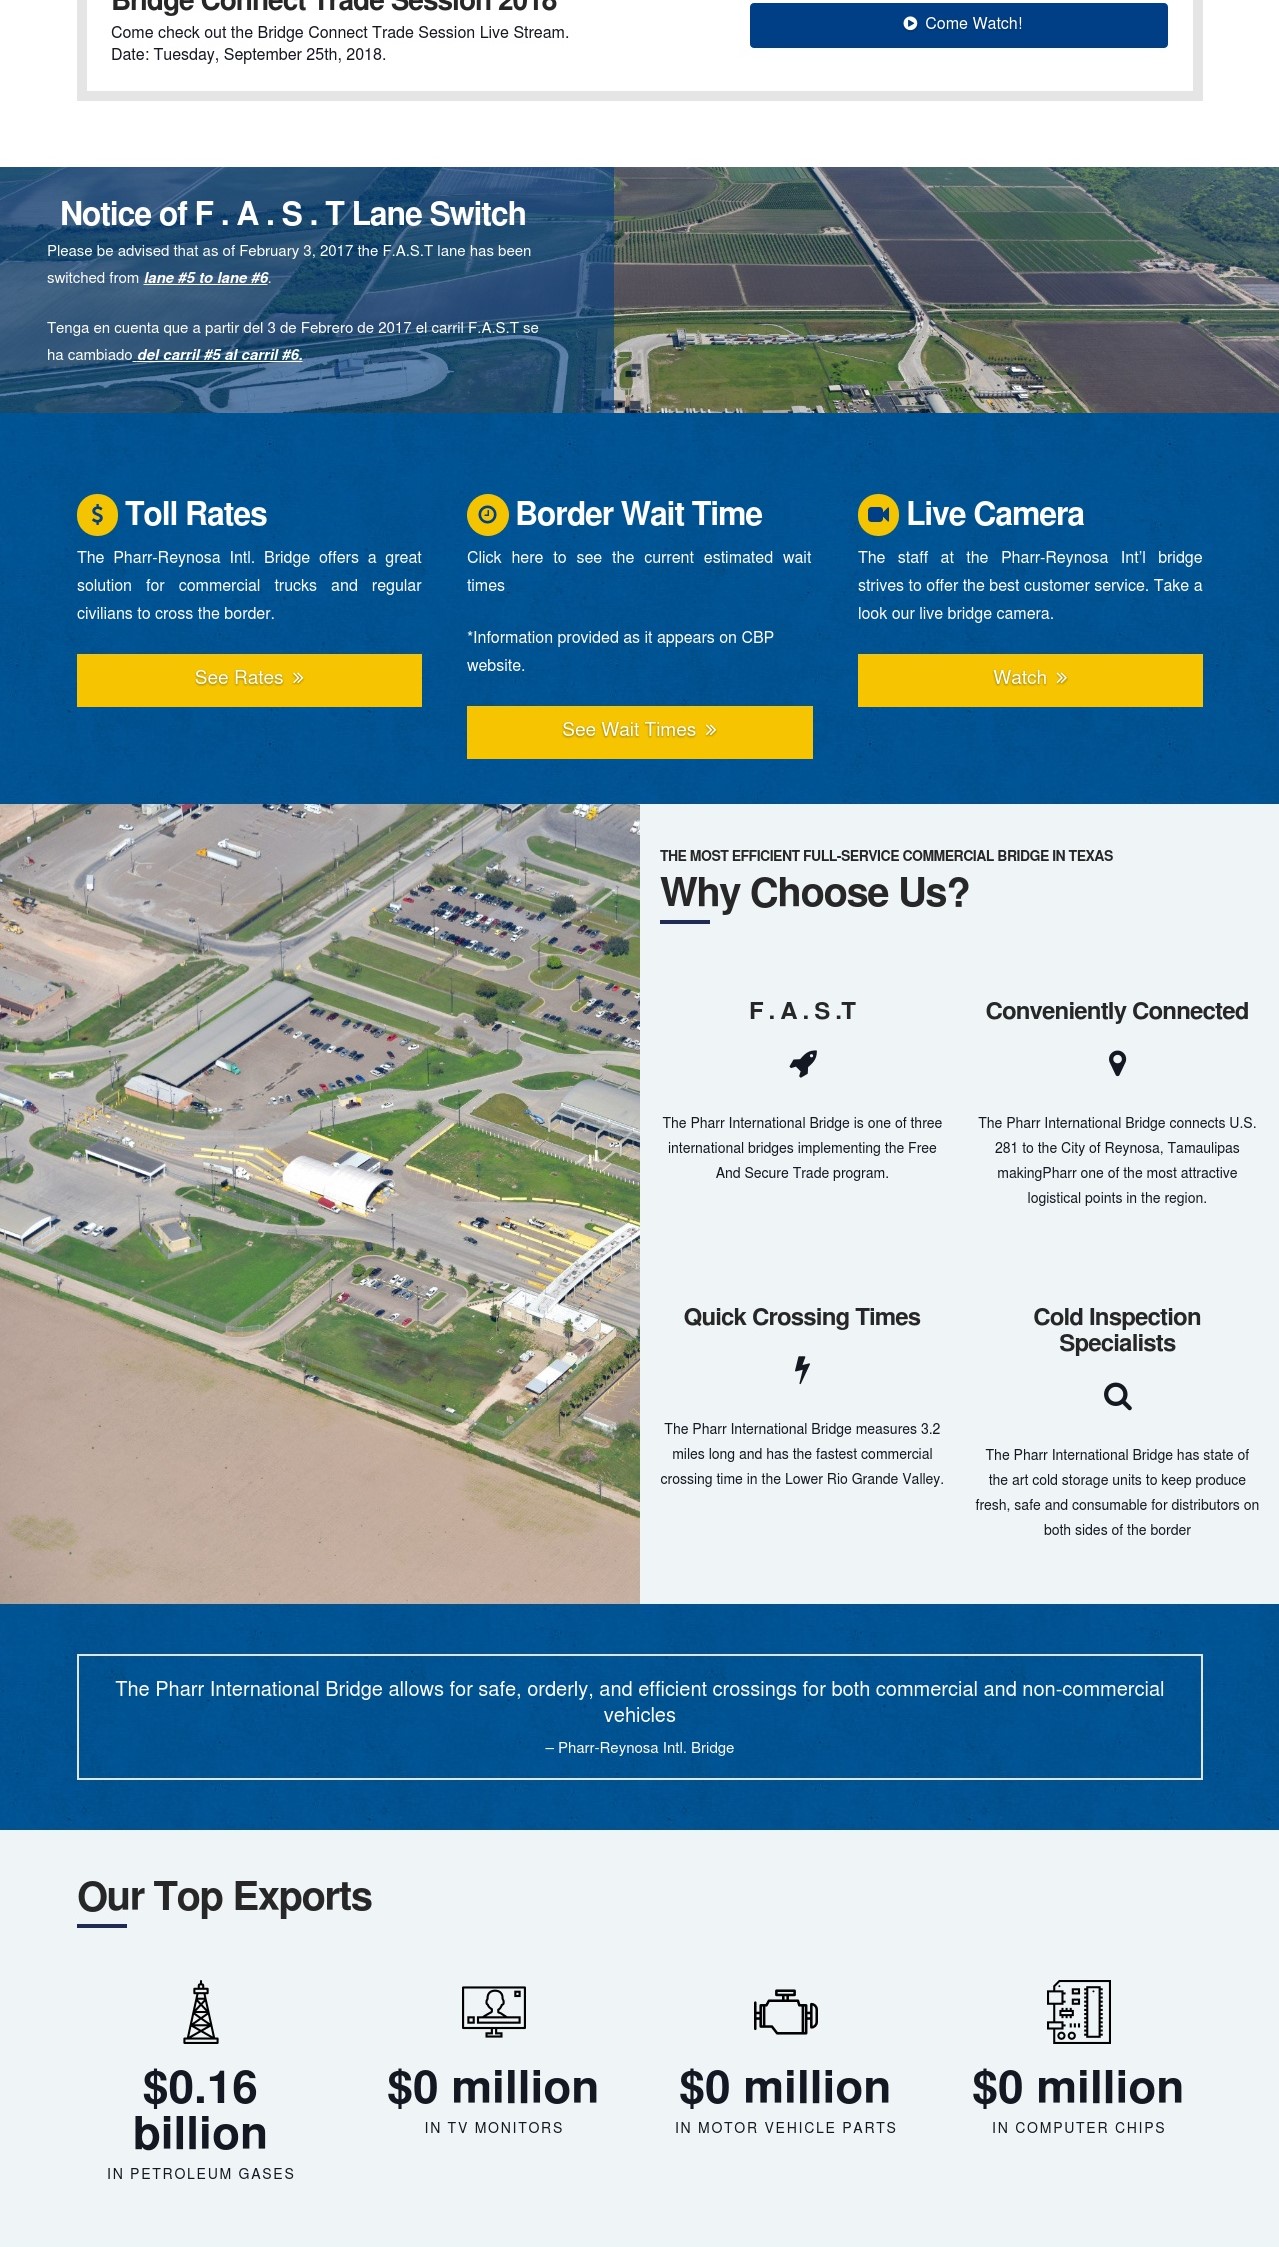 Bridge Connect Trade Session 2018
Come check out the Bridge Connect Trade Session Live Stream.
Date: Tuesday, September 25th, 2018.
Come Watch!
Notice of F . A . S . T Lane Switch
Please be advised that as of February 3, 2017 the F.A.S.T lane has been
switched from lane #5 to lane #6.
Tenga en cuenta que a partir del 3 de Febrero de 2017 el carril F.A.S.T se
ha cambiado del carril #5 al carril #6.
$ Toll Rates
The Pharr-Reynosa Intl. Bridge offers a great
solution for commercial trucks and regular
civilians to cross the border.
See Rates »
Border Wait Time
Click here to see the current estimated wait
times
*Information provided as it appears on CBP
website.
See Wait Times »
Live Camera
The staff at the Pharr-Reynosa Int'l bridge
strives to offer the best customer service. Take a
look our live bridge camera.
Watch »
THE MOST EFFICIENT FULL-SERVICE COMMERCIAL BRIDGE IN TEXAS
Why Choose Us?
F . A . S .T
The Pharr International Bridge is one of three
international bridges implementing the Free
And Secure Trade program.
Conveniently Connected
The Pharr International Bridge connects U.S.
281 to the City of Reynosa, Tamaulipas
makingPharr one of the most attractive
logistical points in the region.
Quick Crossing Times
The Pharr International Bridge measures 3.2
miles long and has the fastest commercial
crossing time in the Lower Rio Grande Valley.
Cold Inspection
Specialists
The Pharr International Bridge has state of
the art cold storage units to keep produce
fresh, safe and consumable for distributors on
both sides of the border
The Pharr International Bridge allows for safe, orderly, and efficient crossings for both commercial and non-commercial
vehicles
– Pharr-Reynosa Intl. Bridge
Our Top Exports
$0.16
billion
IN PETROLEUM GASES
$0 million
IN TV MONITORS
$0 million
IN MOTOR VEHICLE PARTS
$0 million
IN COMPUTER CHIPS